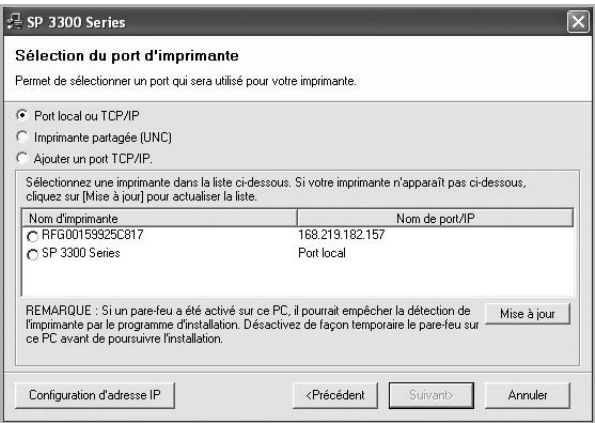 SP 3300 Series
Sélection du port d'imprimante
Permet de sélectionner un port qui sera utilisé pour votre imprimante.
Port local ou TCP/IP
Imprimante partagée (UNC)
Ajouter un port TCP/IP.
Sélectionnez une imprimante dans la liste ci-dessous. Si votre imprimante n'apparaît pas ci-dessous,
cliquez sur [Mise à jour] pour actualiser la liste.
Nom d'imprimante Nom de port/IP
RFG00159925C817 168.219.182.157
SP 3300 Series Port local
REMARQUE : Si un pare-feu a été activé sur ce PC, il pourrait empêcher la détection de
l'imprimante par le programme d'installation. Désactivez de façon temporaire le pare-feu sur
ce PC avant de poursuivre l'installation.
Mise à jour
Configuration d'adresse IP <Précédent Suivant> Annuler